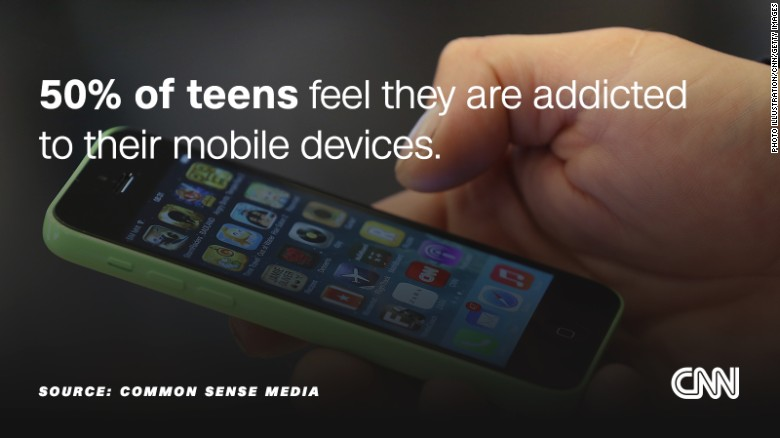 50% of teens feel they are addicted
to their mobile devices.
SOURCE: COMMON SENSE MEDIA
CNN
PHOTO ILLUSTRATION/CNN/GETTY IMAGES